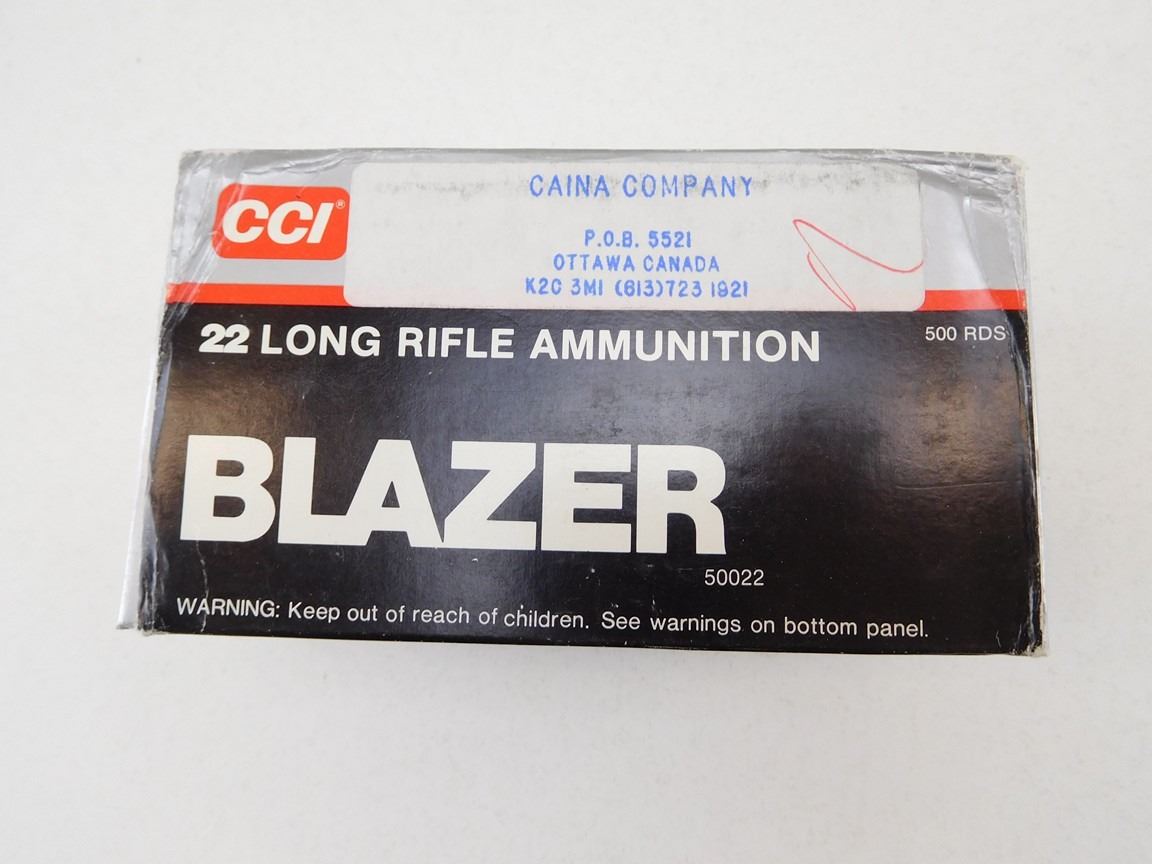 CCI®
CAINA COMPANY
P.O.B. 5521
OTTAWA CANADA
K2C 3M1 (613)723 1921
22 LONG RIFLE AMMUNITION
500 RDS
BLAZER
50022
WARNING: Keep out of reach of children. See warnings on bottom panel.